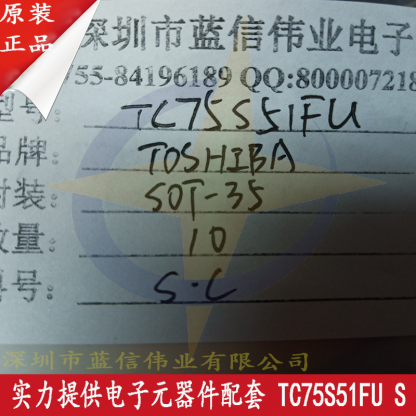 原装
正品
深圳市蓝信伟业电子
755-84196189 QQ:800007218
型号: TC75S51FU
品牌: TOSHIBA
封装: SOT-35
数量: 10
号: S.C
深圳市蓝信伟业有限公司
实力提供电子元器件配套 TC75S51FU S